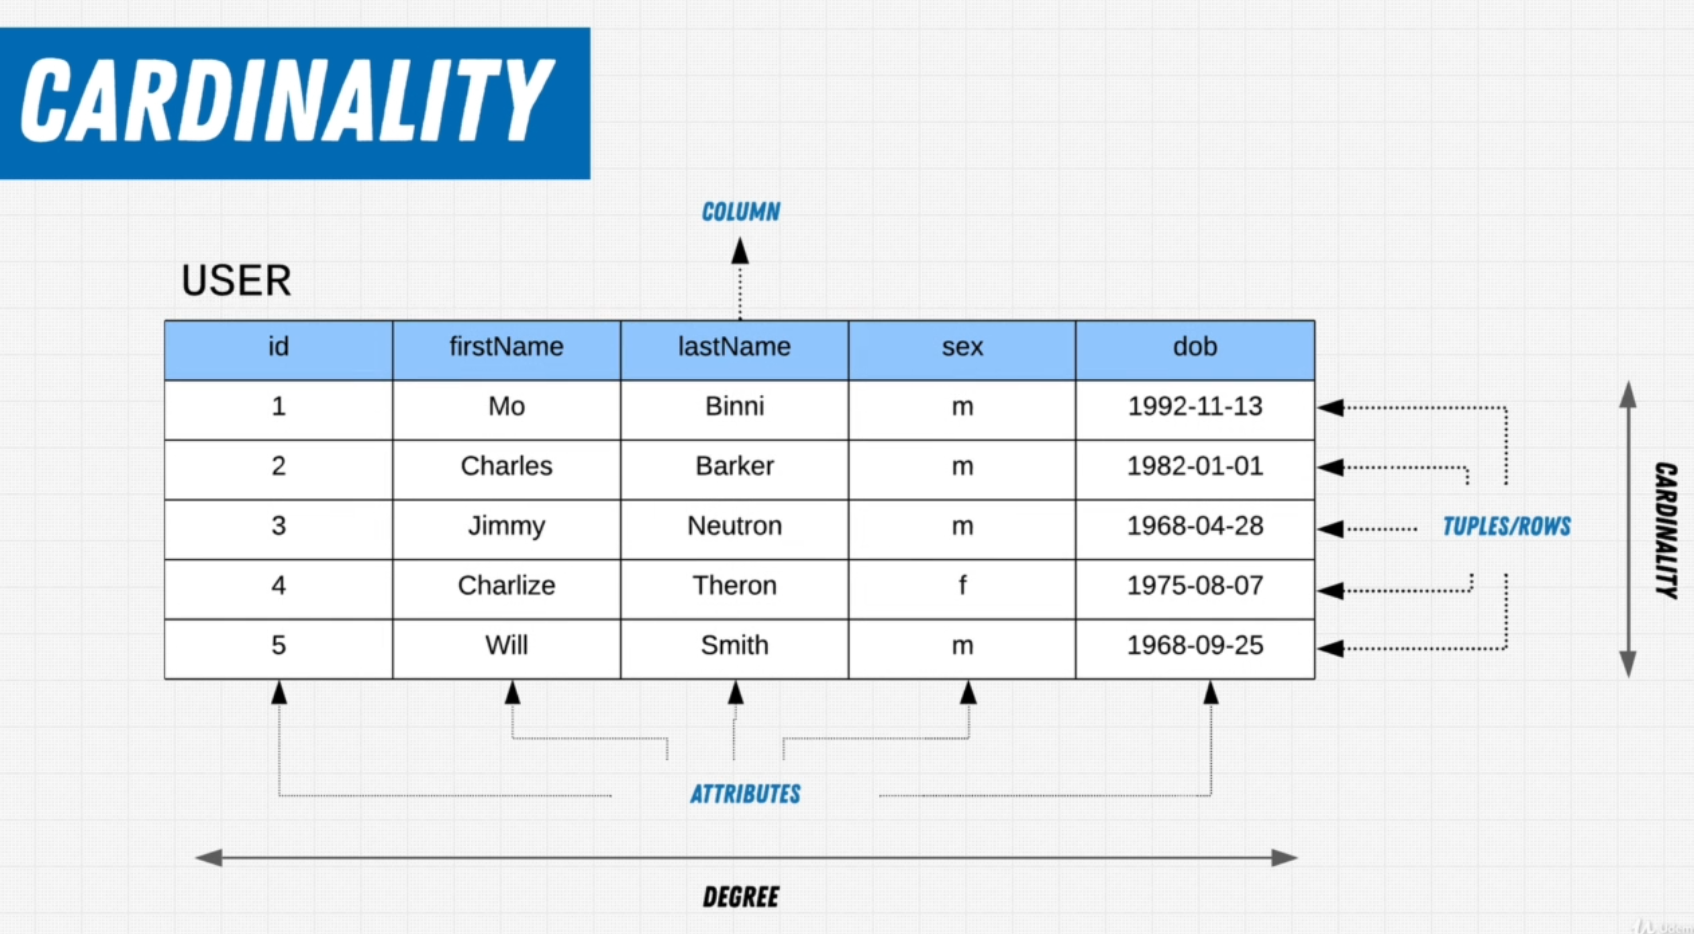 CARDINALITY
COLUMN
USER
id firstName lastName sex dob
1 Mo Binni m 1992-11-13
2 Charles Barker m 1982-01-01
3 Jimmy Neutron m 1968-04-28
4 Charlize Theron f 1975-08-07
5 Will Smith m 1968-09-25
TUPLES/ROWS
CARDINALITY
ATTRIBUTES
DEGREE